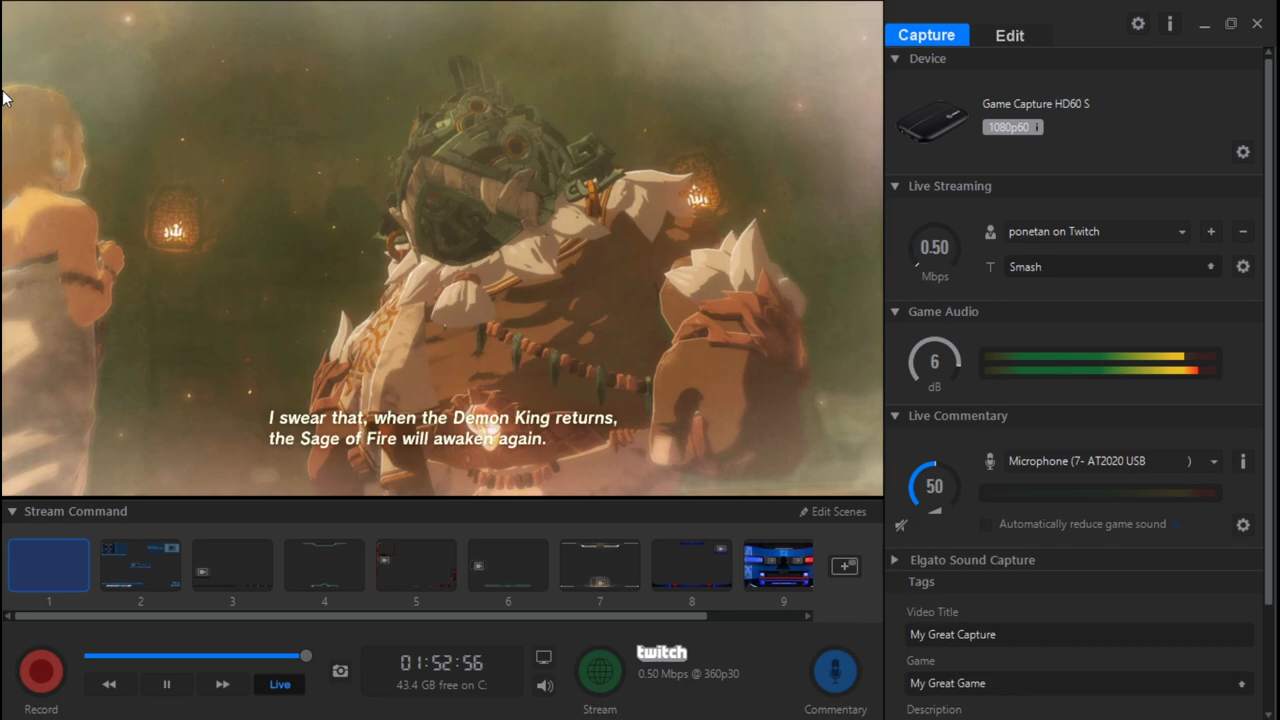 Capture
Edit
Device
Game Capture HD60 S
1080p60 i
Live Streaming
0.50
Mbps
ponetan on Twitch
Smash
Game Audio
6
dB
Live Commentary
50
Microphone (7- AT2020 USB )
Automatically reduce game sound
Elgato Sound Capture
Tags
Video Title
My Great Capture
Game
My Great Game
Description
I swear that, when the Demon King returns,
the Sage of Fire will awaken again.
Stream Command
Edit Scenes
1 2 3 4 5 6 7 8 9
Record
Live
01:52:56
43.4 GB free on C:
Stream
twitch
0.50 Mbps @ 360p30
Commentary